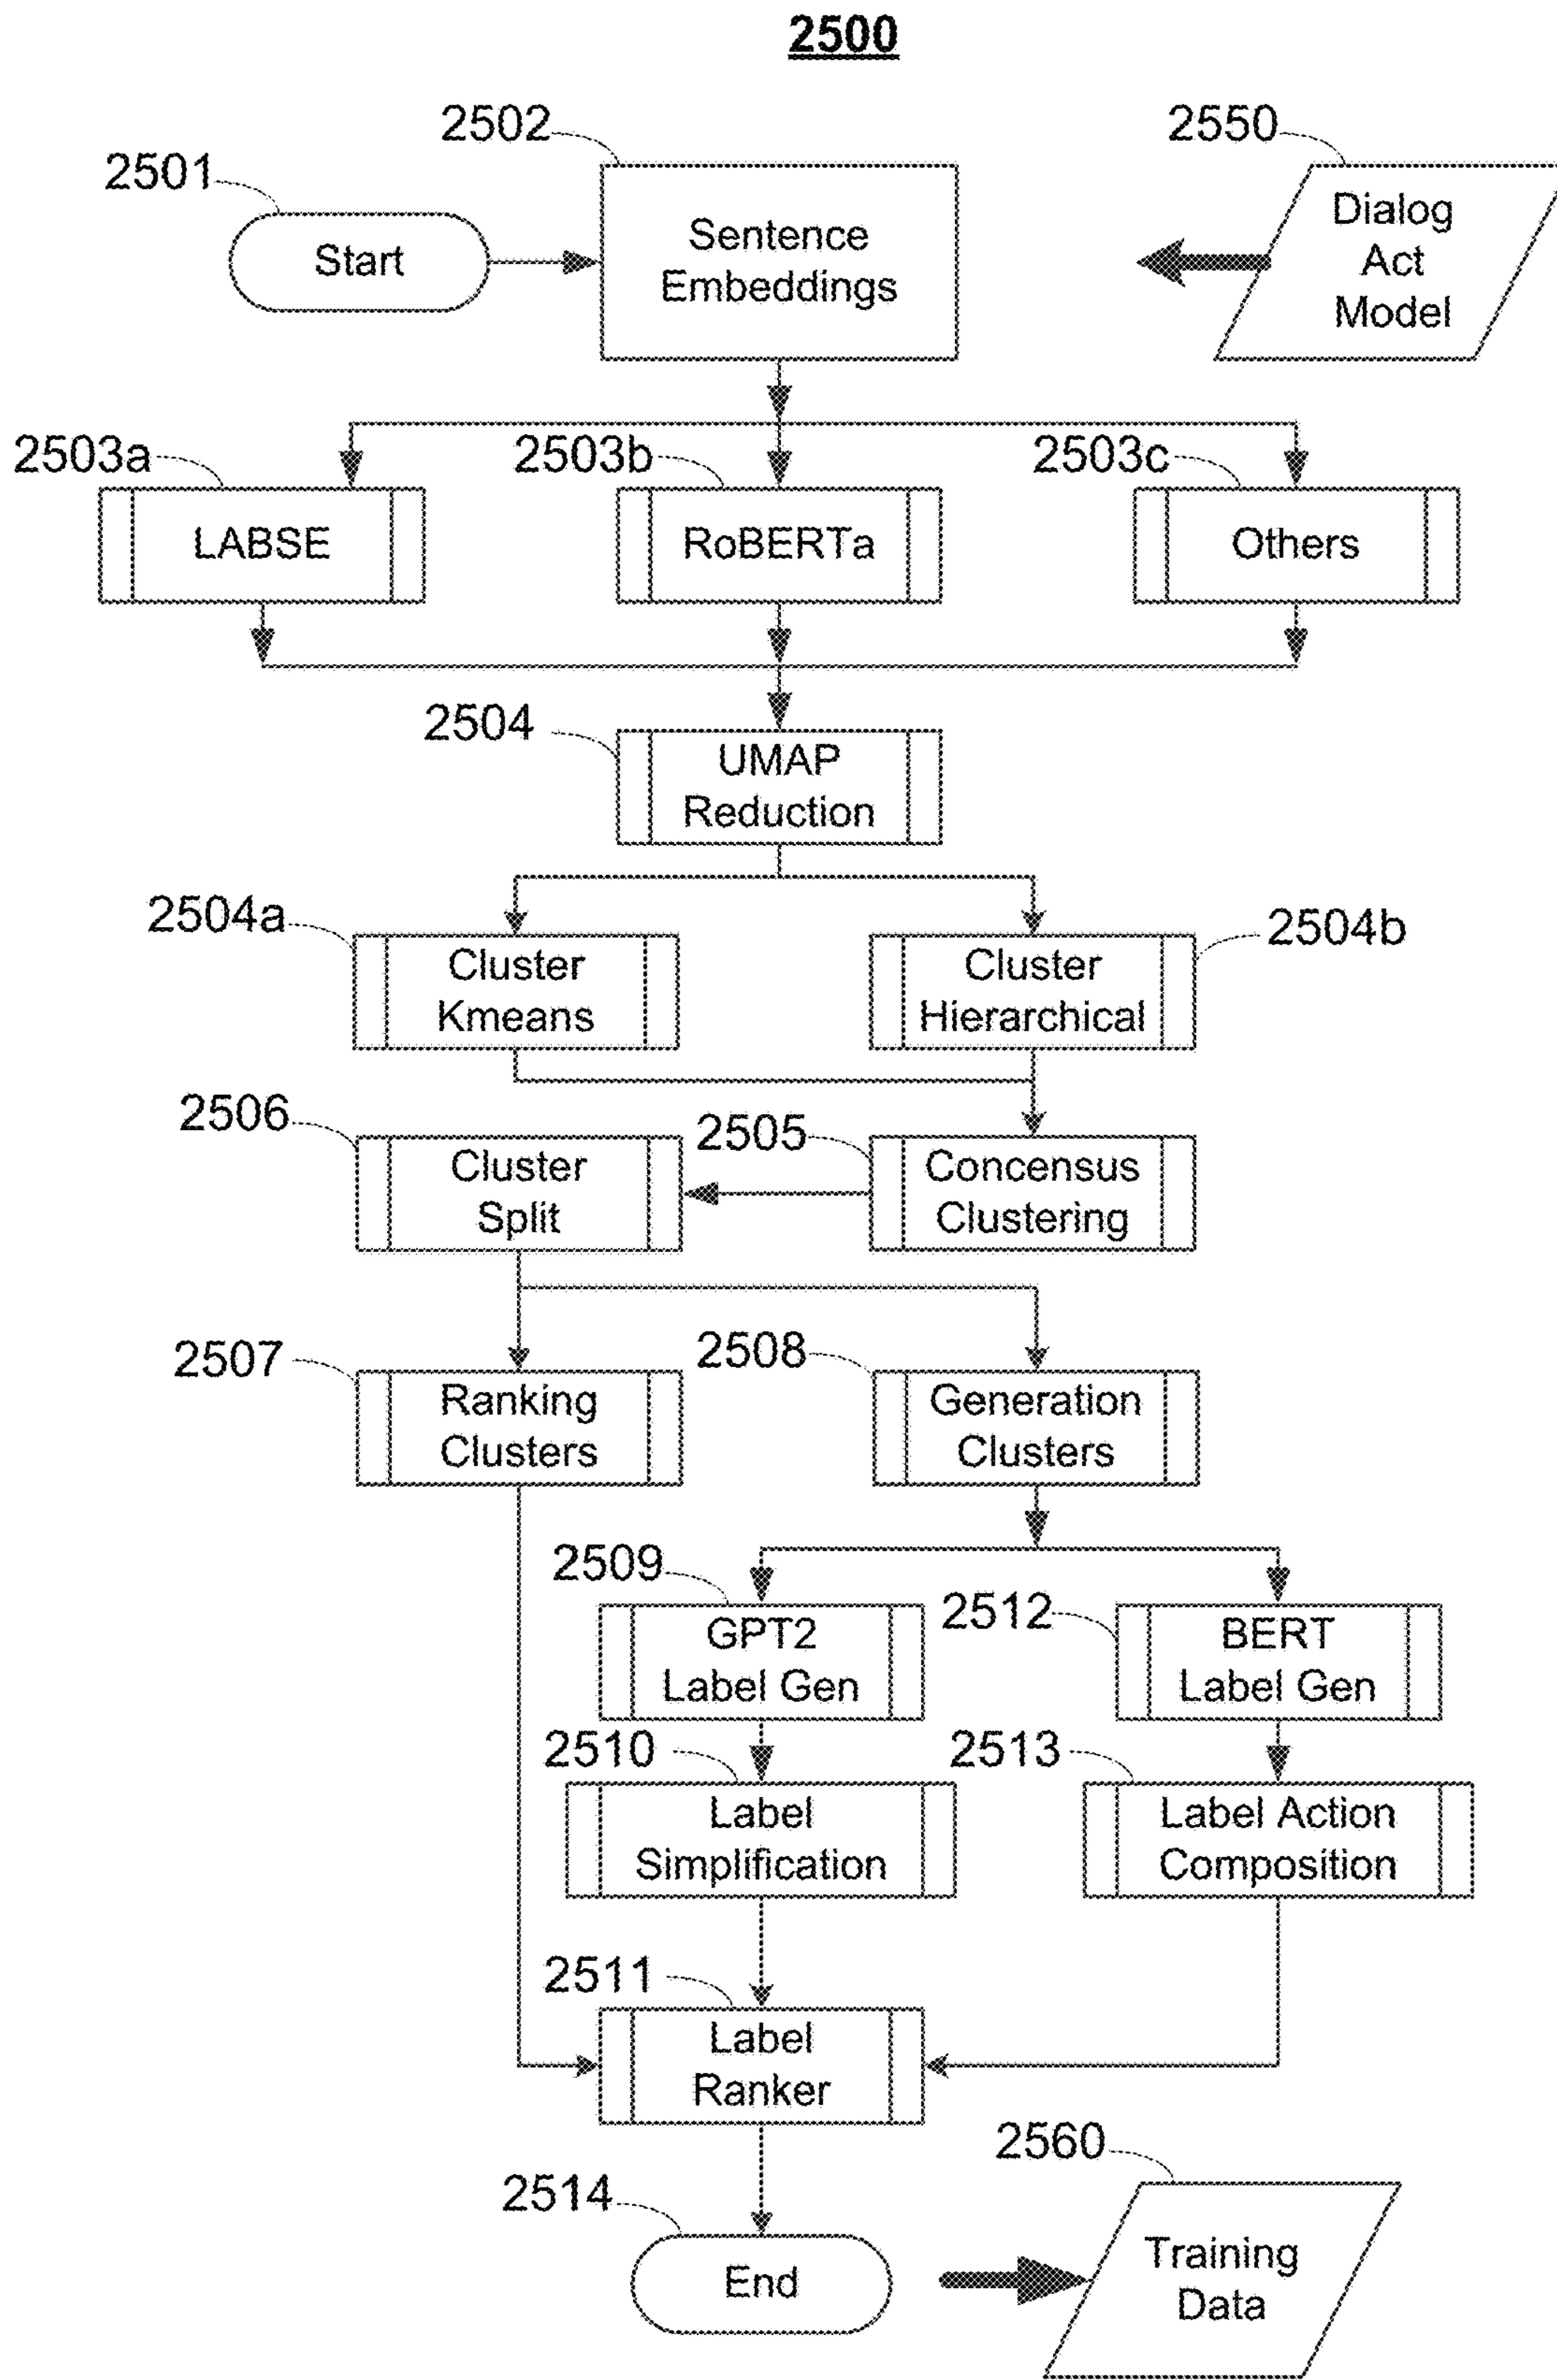 2500
2502
2550
2501
Start
Sentence
Embeddings
Dialog
Act
Model
2503a
2503b
2503c
LABSE
RoBERTa
Others
2504
UMAP
Reduction
2504a
2504b
Cluster
Kmeans
Cluster
Hierarchical
2506
2505
Cluster
Split
Concensus
Clustering
2507
2508
Ranking
Clusters
Generation
Clusters
2509
2512
GPT2
Label Gen
BERT
Label Gen
2510
2513
Label
Simplification
Label Action
Composition
2511
Label
Ranker
2560
2514
End
Training
Data